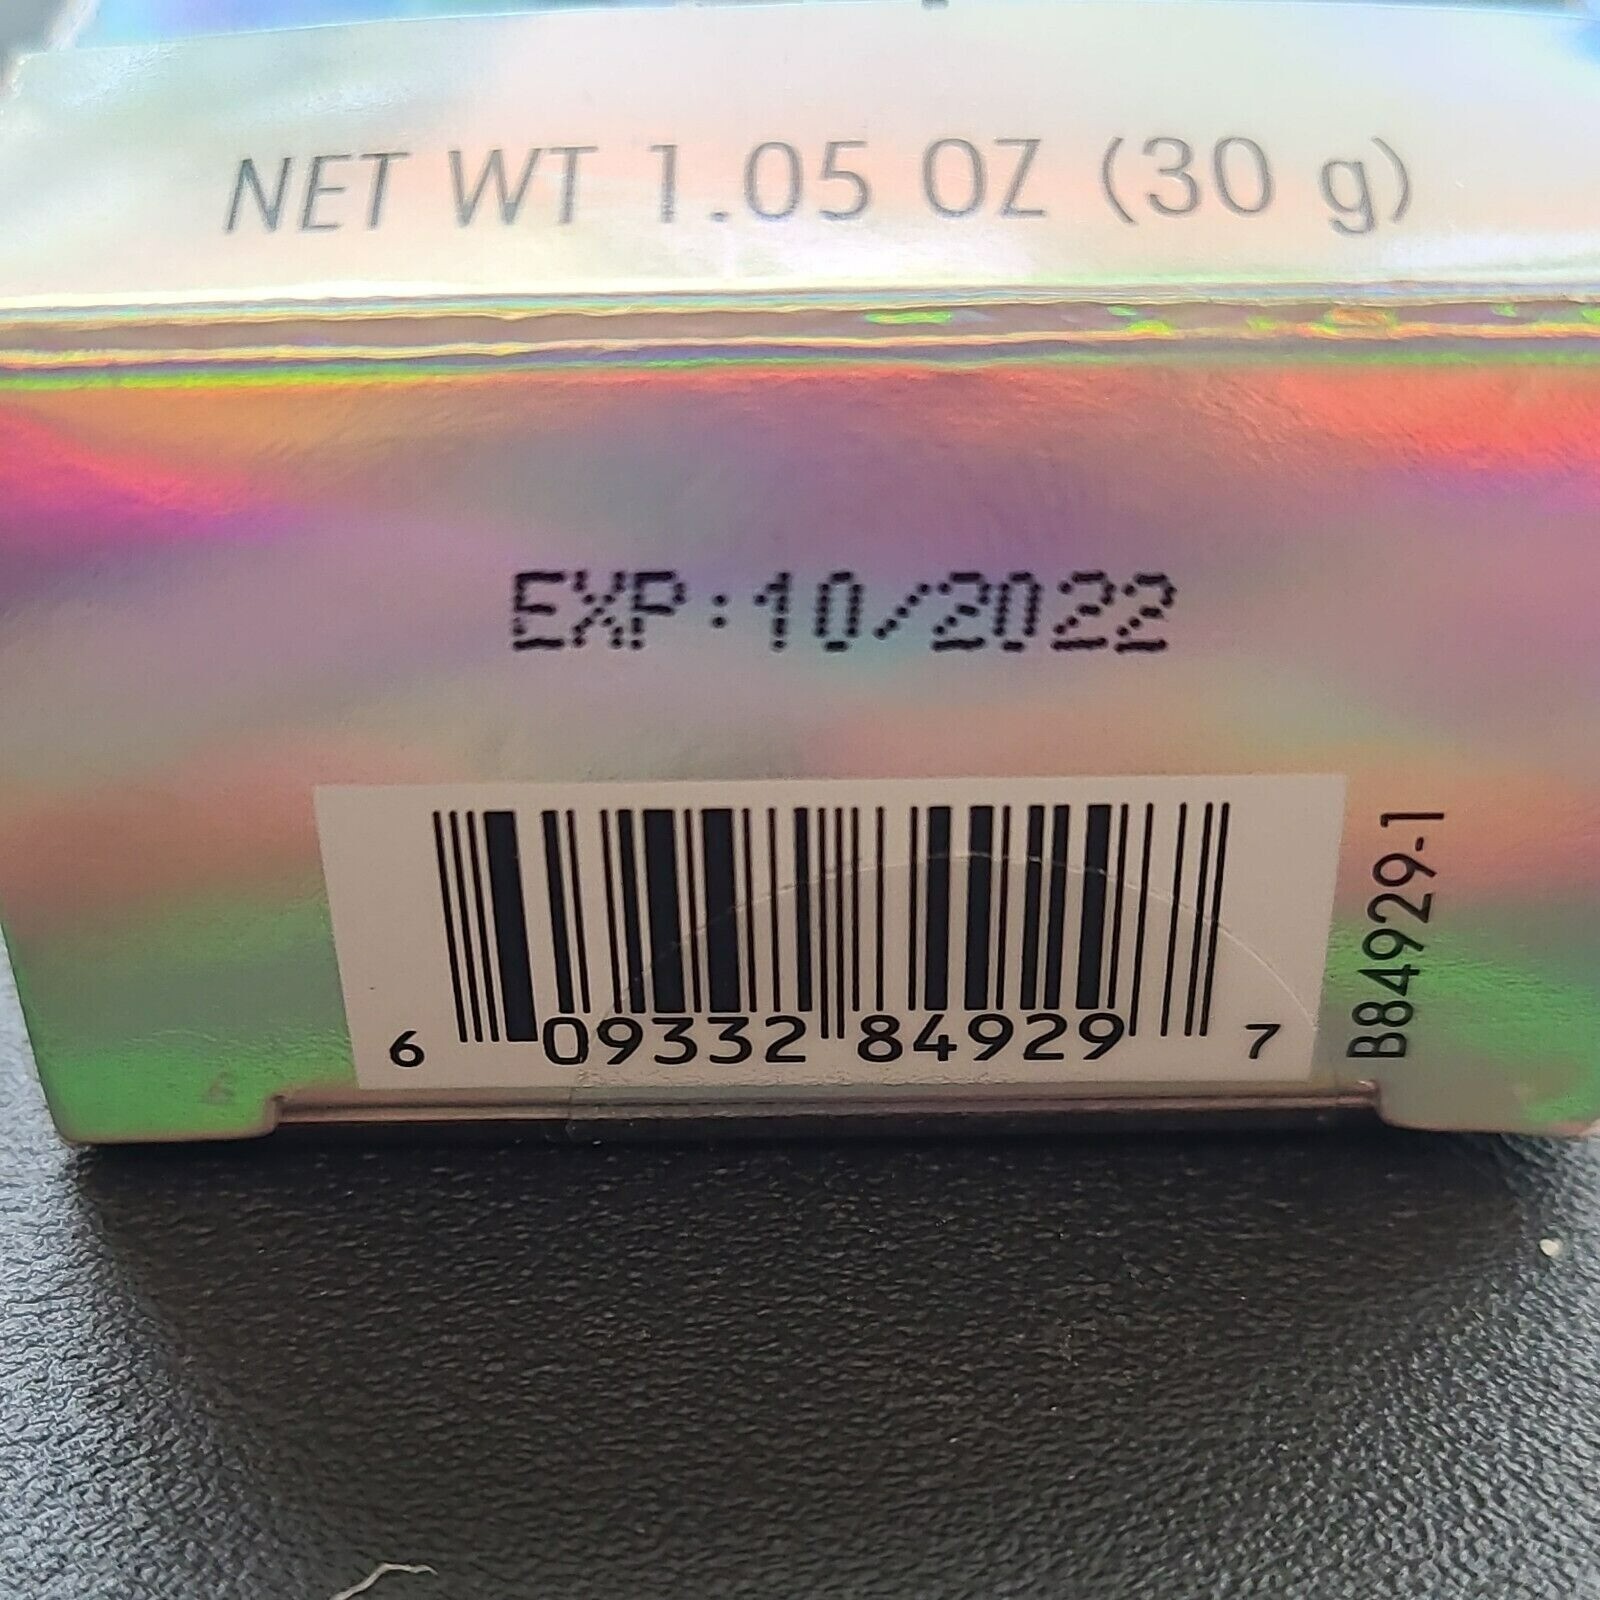 NET WT 1.05 OZ (30 g)
EXP:10/2022
6 09332 84929 7
B84929-1